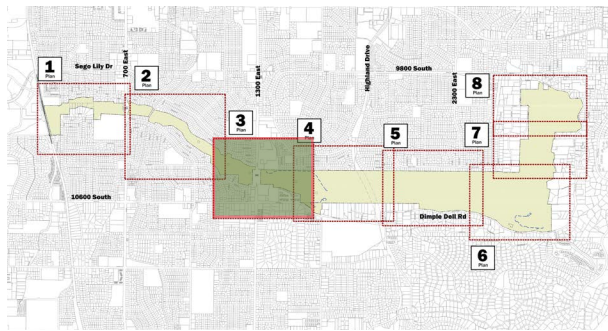 Sego Lily Dr
700 East
1300 East
Highland Drive
9800 South
2300 East
1
Plan
2
Plan
3
Plan
4
Plan
5
Plan
8
Plan
7
Plan
10600 South
Dimple Dell Rd
6
Plan